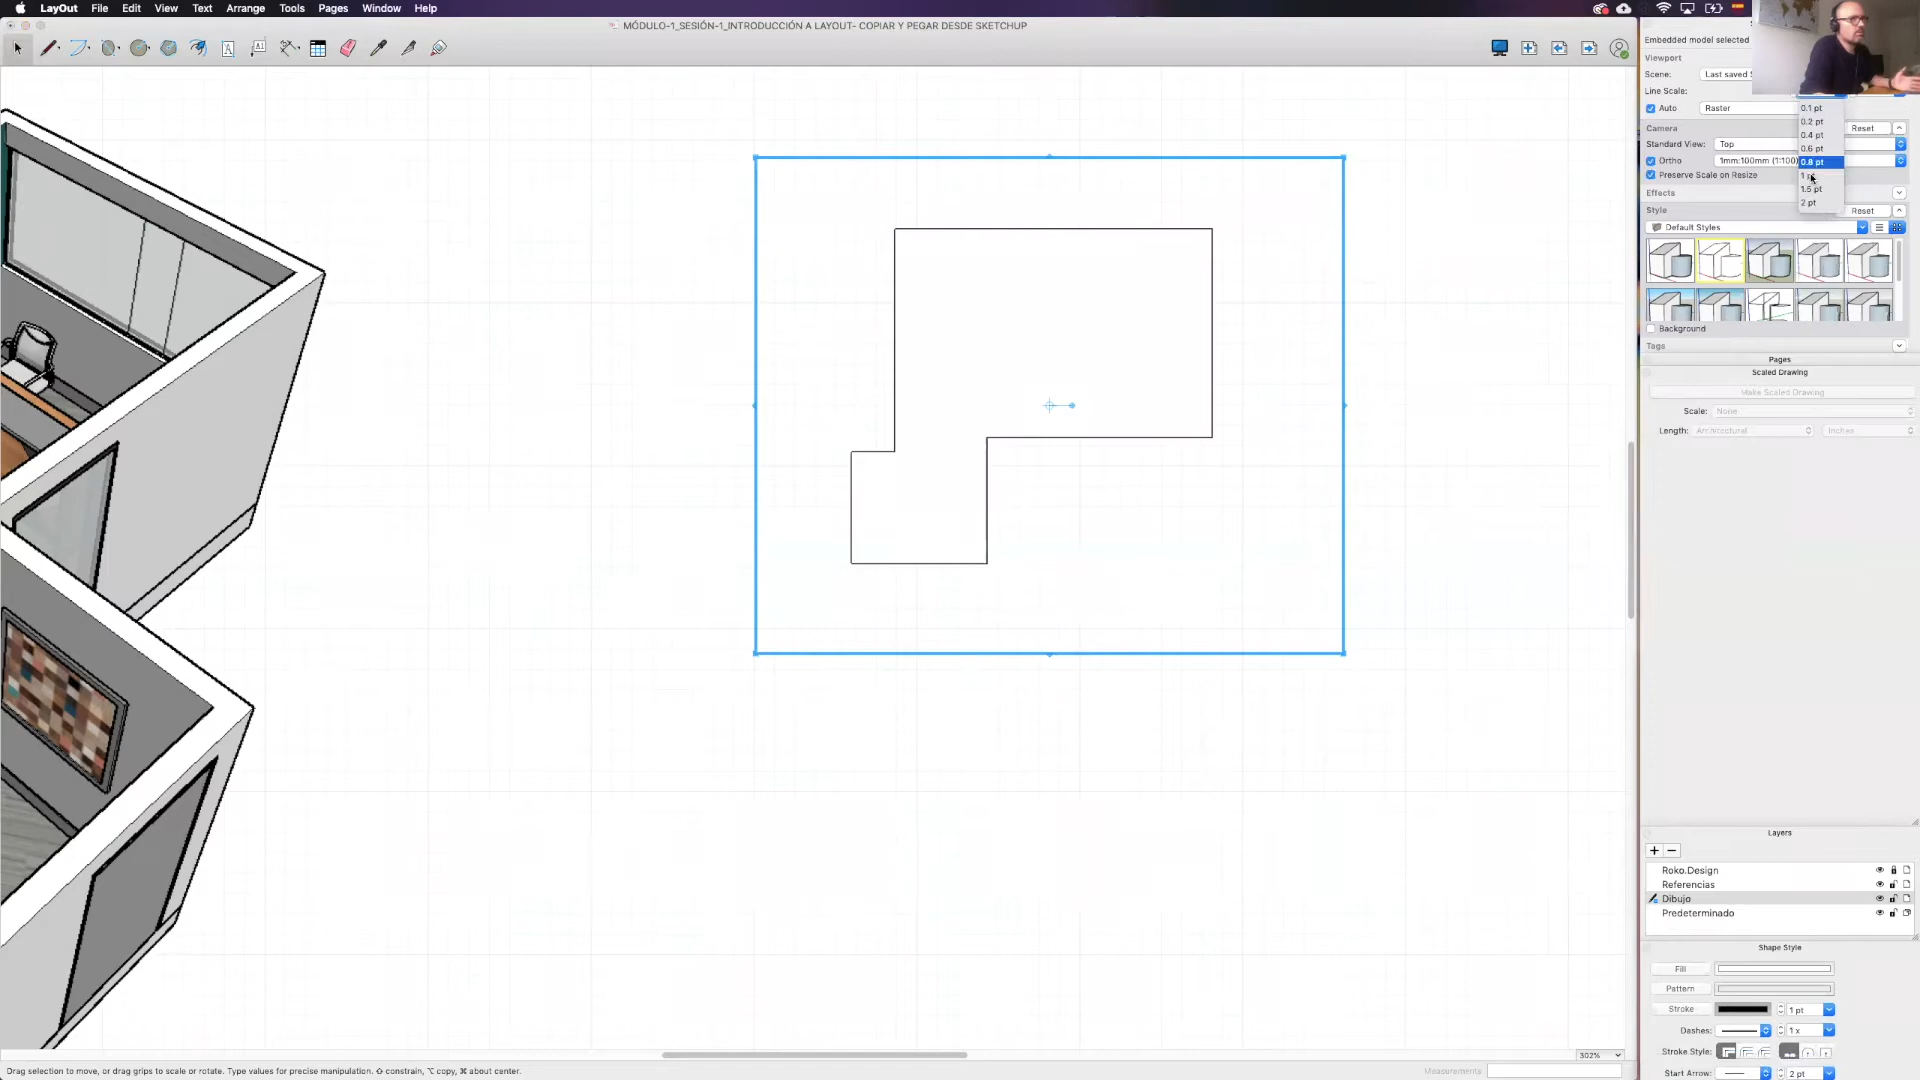 LayOut File Edit View Text Arrange Tools Pages Window Help
MÓDULO-1_SESIÓN-1_INTRODUCCIÓN A LAYOUT- COPIAR Y PEGAR DESDE SKETCHUP
Embedded model selected
Viewport
Scene: Last saved
Line Scale:
Auto Raster
0.1 pt
0.2 pt
0.4 pt
0.6 pt
0.8 pt
1.5 pt
2 pt
Camera Reset
Standard View: Top
Ortho 1mm:100mm (1:100)
Preserve Scale on Resize
Effects
Style Reset
Default Styles
Background
Tags
Pages
Scaled Drawing
Make Scaled Drawing
Scale: None
Length: Architectural Inches
Layers
Roko.Design
Referencias
Dibujo
Predeterminado
Shape Style
Fill
Pattern
Stroke 1 pt
Dashes: 1 x
Stroke Style:
Start Arrow: 2 pt
302%
Drag selection to move, or drag grips to scale or rotate. Type values for precise manipulation. ⇧ constrain, ⌥ copy, ⌘ about center.
Measurements